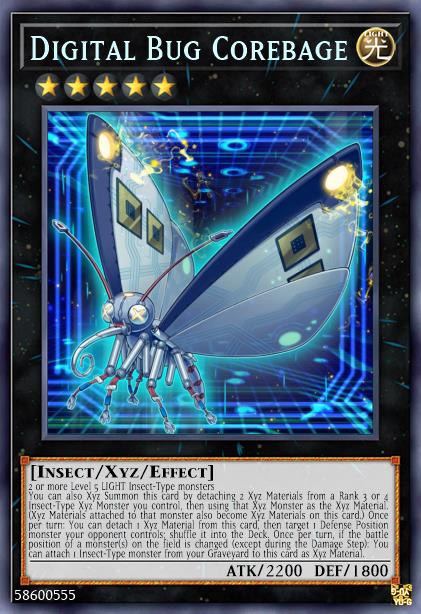 DIGITAL BUG COREBAGE
LIGHT
光
[INSECT/XYZ/EFFECT]
2 or more Level 5 LIGHT Insect-Type monsters
You can also Xyz Summon this card by detaching 2 Xyz Materials from a Rank 3 or 4
Insect-Type Xyz Monster you control, then using that Xyz Monster as the Xyz Material.
(Xyz Materials attached to that monster also become Xyz Materials on this card.) Once
per turn: You can detach 1 Xyz Material from this card, then target 1 Defense Position
monster your opponent controls; shuffle it into the Deck. Once per turn, if the battle
position of a monster(s) on the field is changed (except during the Damage Step): You
can attach 1 Insect-Type monster from your Graveyard to this card as Xyz Material.
ATK/2200 DEF/1800
58600555